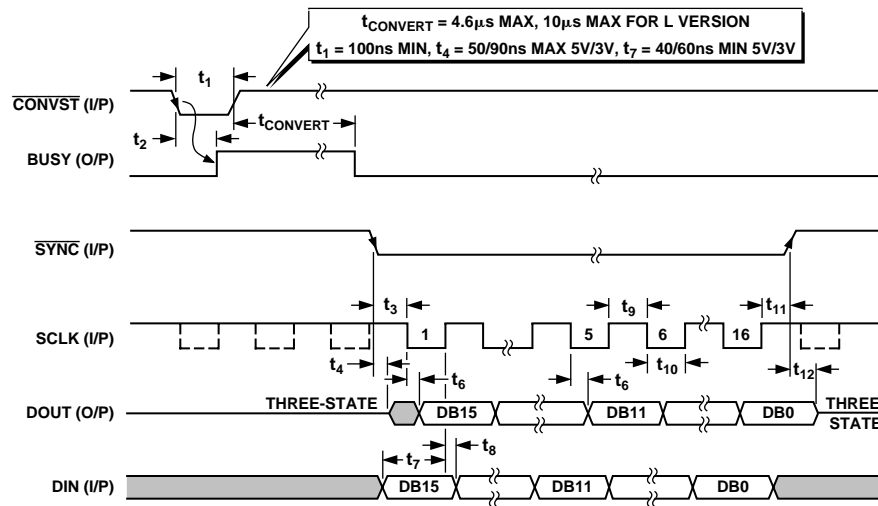 tCONVERT = 4.6µs MAX, 10µs MAX FOR L VERSION
t1 = 100ns MIN, t4 = 50/90ns MAX 5V/3V, t7 = 40/60ns MIN 5V/3V
t1
CONVST (I/P)
tCONVERT
t2
BUSY (O/P)
SYNC (I/P)
t3
t9
t11
SCLK (I/P)
1
5
6
16
t4
t6
t6
t10
t12
DOUT (O/P)
THREE-STATE
DB15
DB11
DB0
THREE
STATE
t7
t8
DIN (I/P)
DB15
DB11
DB0